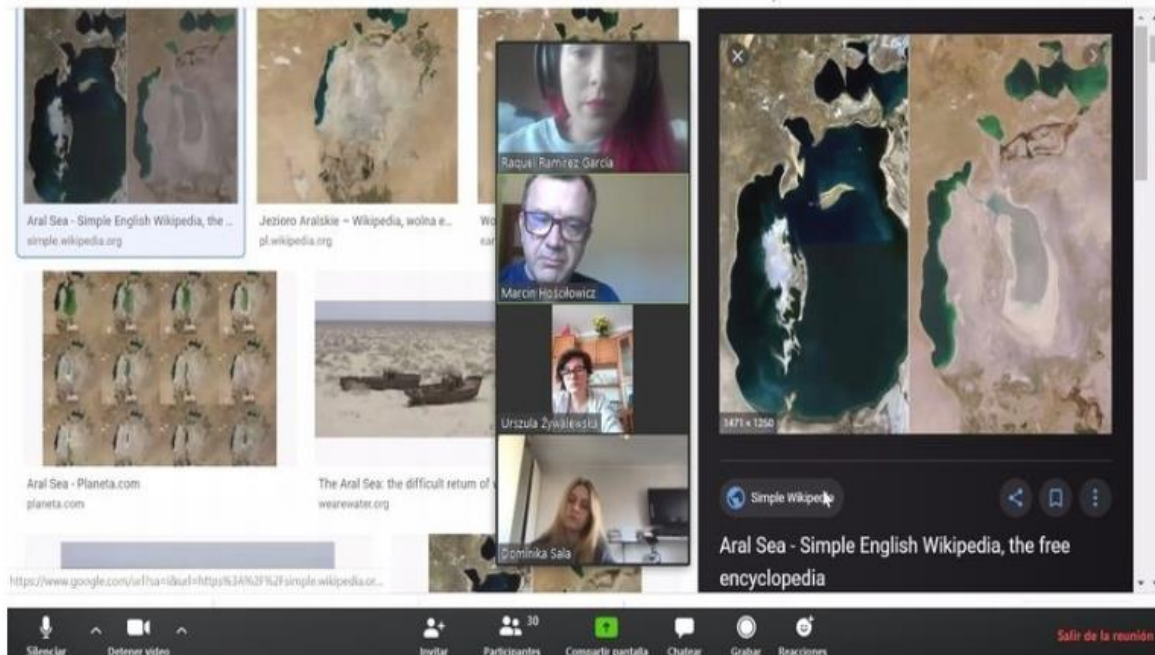 Aral Sea - Simple English Wikipedia, the ...
simple.wikipedia.org
Jezioro Aralskie – Wikipedia, wolna e...
pl.wikipedia.org
Aral Sea - Planeta.com
planeta.com
The Aral Sea: the difficult return of
wearewater.org
https://www.google.com/url?sa=i&url=https%3A%2F%2Fsimple.wikipedia.or...
Raquel Ramírez García
Marcin Hościłowicz
Urszula Żywalewska
Dominika Sala
1471 × 1250
Simple Wikipedia
Aral Sea - Simple English Wikipedia, the free
encyclopedia
Silenciar
Detener video
Invitar
30
Participantes
Compartir pantalla
Chatear
Grabar
Reacciones
Salir de la reunión